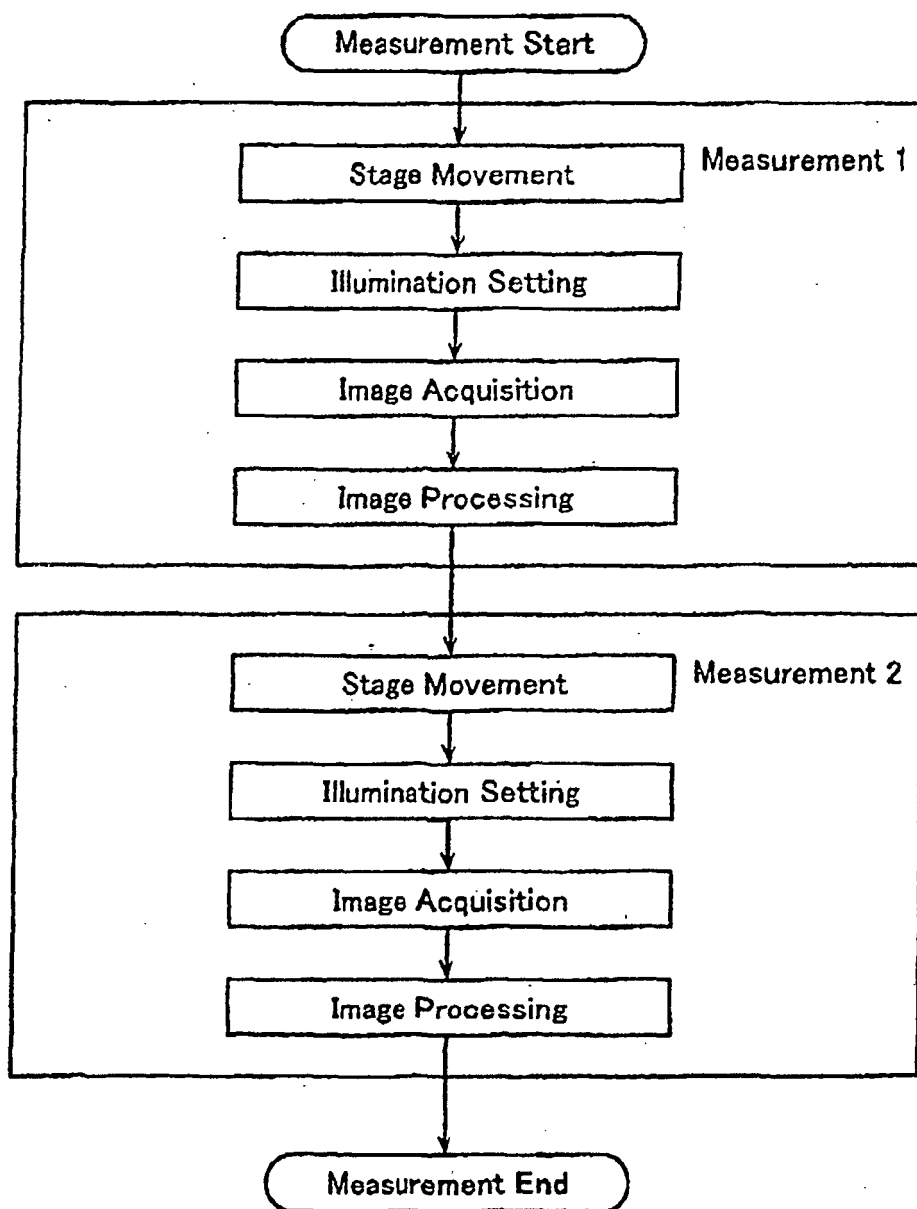 Measurement Start
Measurement 1
Stage Movement
Illumination Setting
Image Acquisition
Image Processing
Measurement 2
Stage Movement
Illumination Setting
Image Acquisition
Image Processing
Measurement End